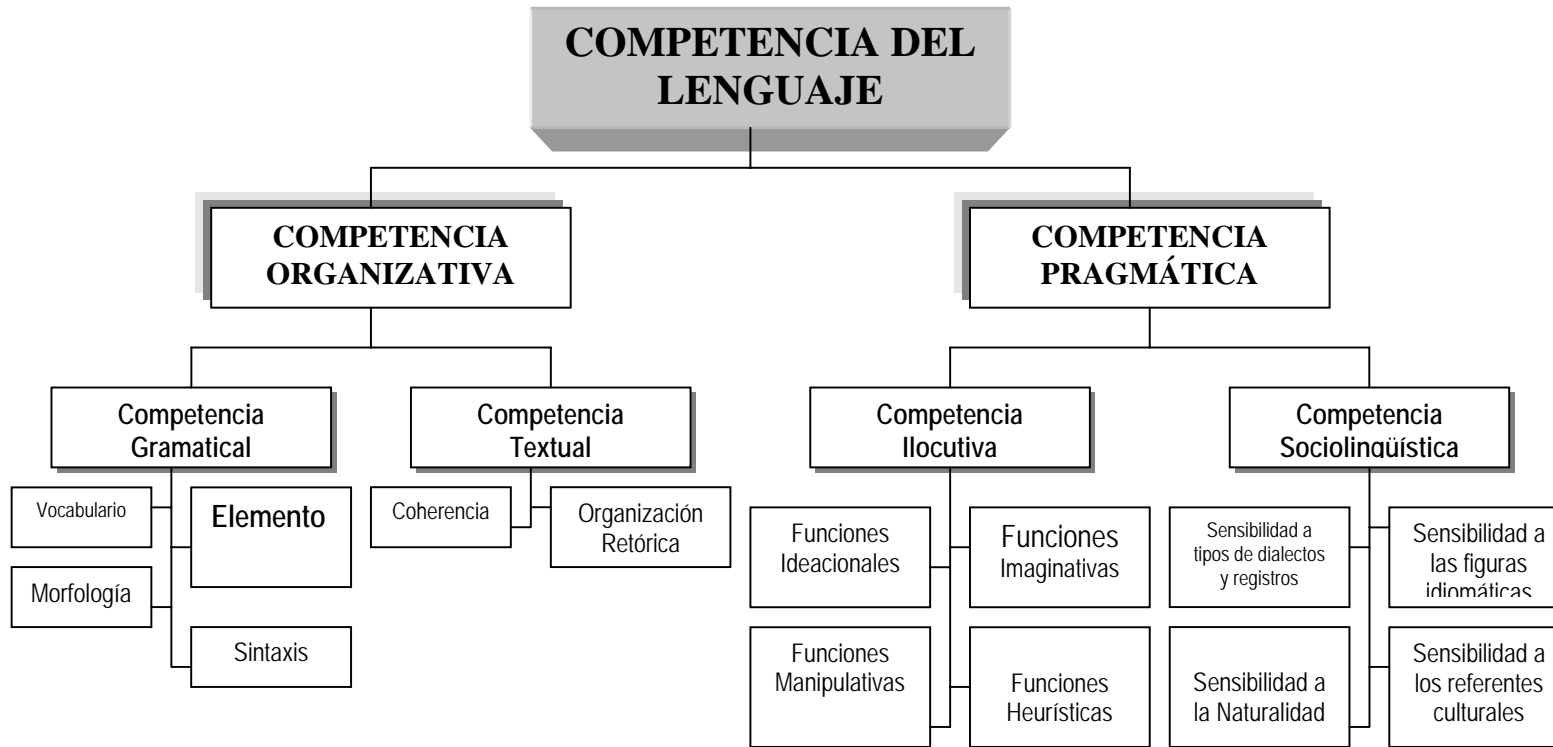 COMPETENCIA DEL
LENGUAJE
COMPETENCIA
ORGANIZATIVA
COMPETENCIA
PRAGMÁTICA
Competencia
Gramatical
Competencia
Textual
Competencia
Ilocutiva
Competencia
Sociolingüística
Vocabulario
Elemento
Morfología
Sintaxis
Coherencia
Organización
Retórica
Funciones
Ideacionales
Funciones
Imaginativas
Funciones
Manipulativas
Funciones
Heurísticas
Sensibilidad a
tipos de dialectos
y registros
Sensibilidad a
las figuras
idiomáticas
Sensibilidad a
la Naturalidad
Sensibilidad a
los referentes
culturales